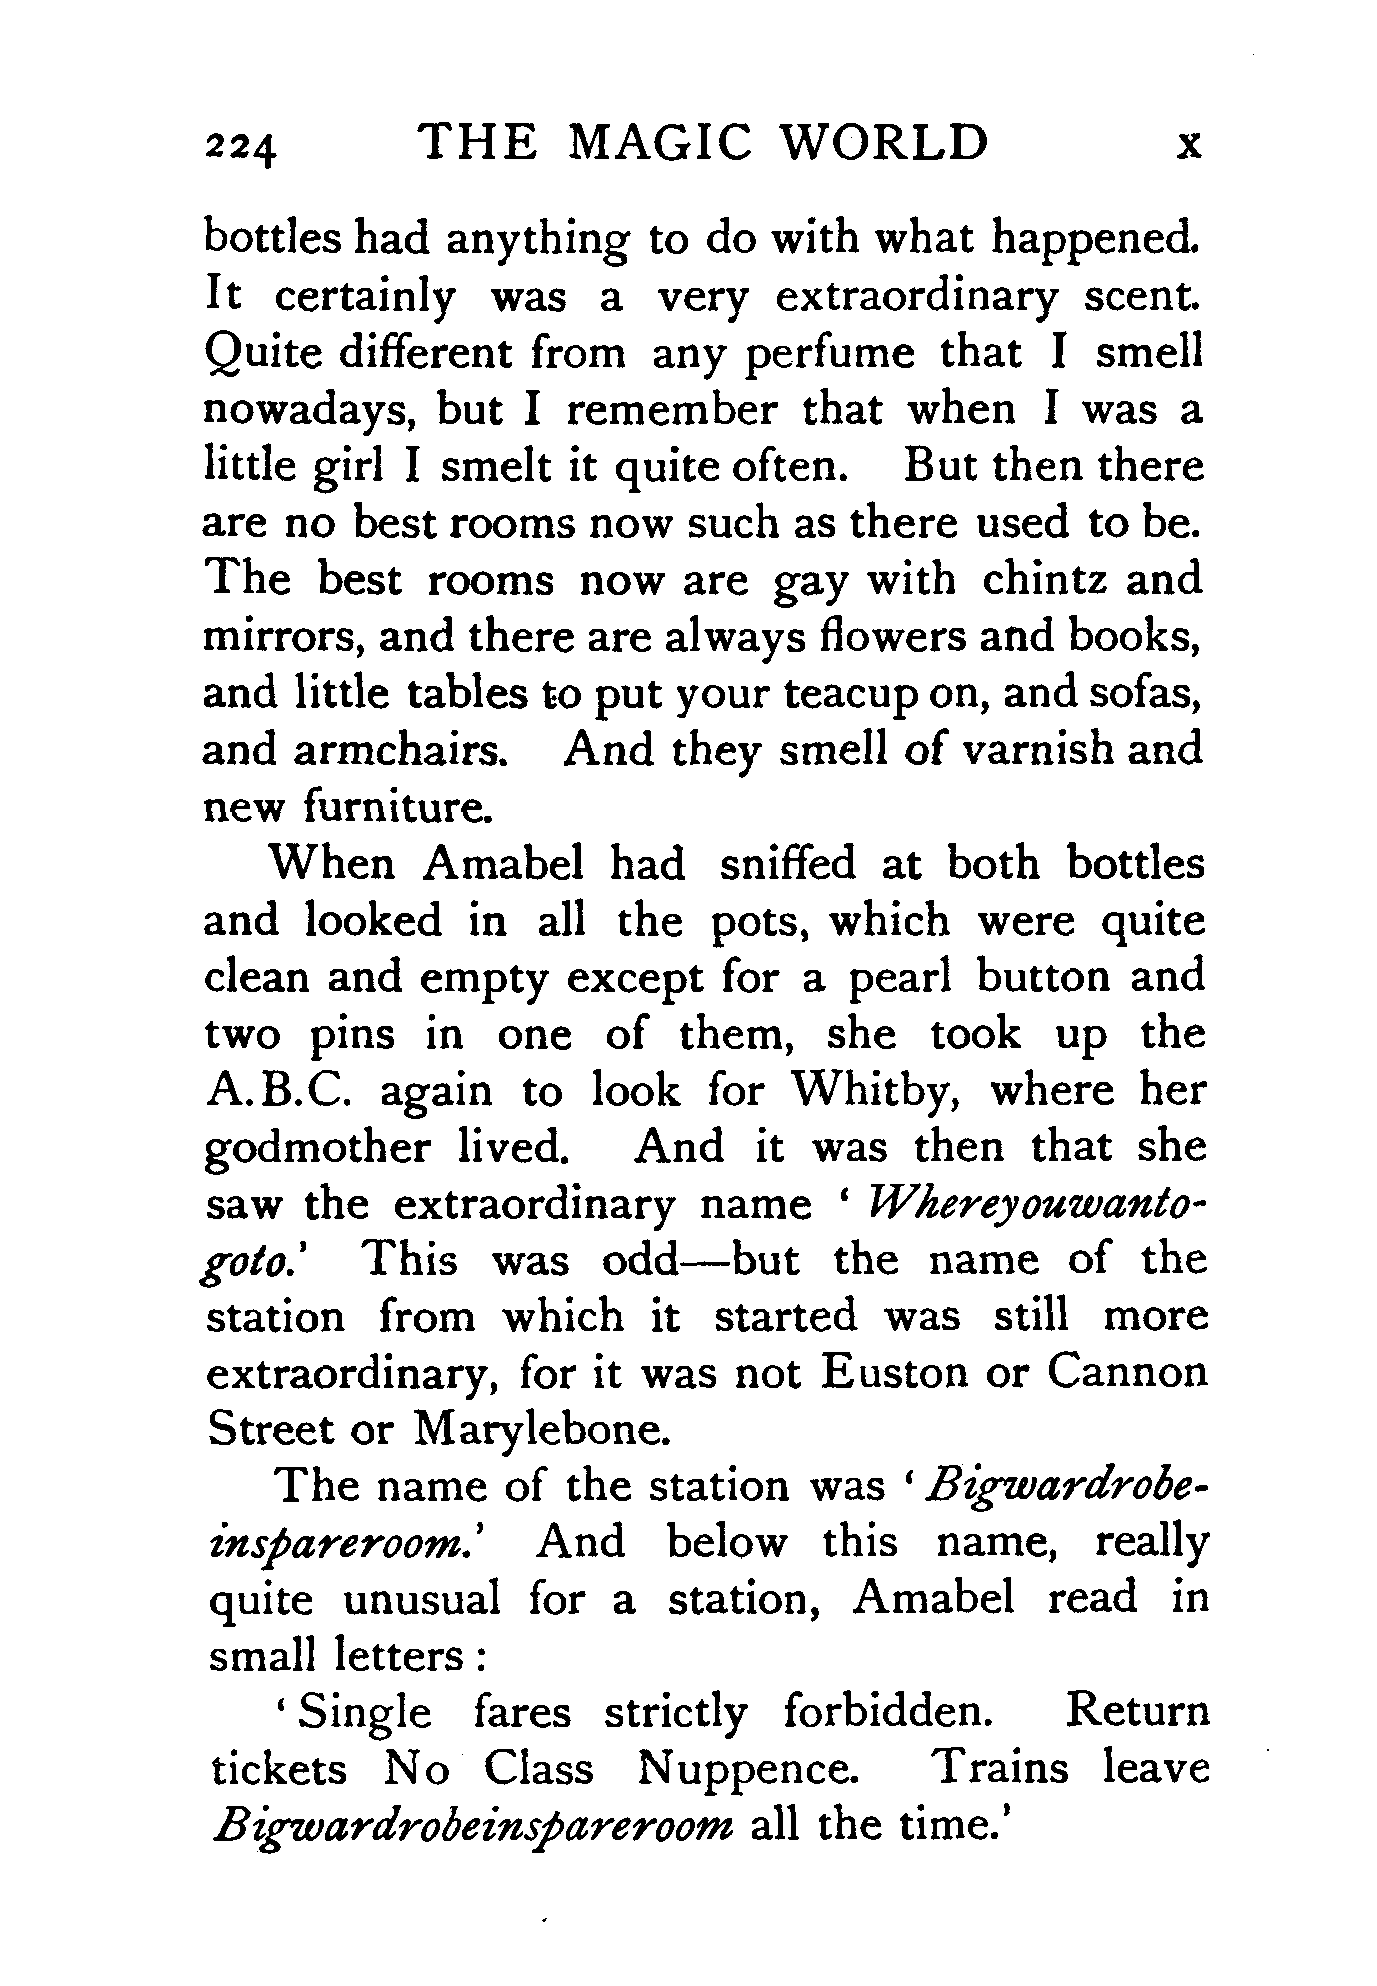 224 THE MAGIC WORLD x
bottles had anything to do with what happened.
It certainly was a very extraordinary scent.
Quite different from any perfume that I smell
nowadays, but I remember that when I was a
little girl I smelt it quite often. But then there
are no best rooms now such as there used to be.
The best rooms now are gay with chintz and
mirrors, and there are always flowers and books,
and little tables to put your teacup on, and sofas,
and armchairs. And they smell of varnish and
new furniture.
When Amabel had sniffed at both bottles
and looked in all the pots, which were quite
clean and empty except for a pearl button and
two pins in one of them, she took up the
A.B.C. again to look for Whitby, where her
godmother lived. And it was then that she
saw the extraordinary name ‘ Whereyouwanto-
goto.’ This was odd—but the name of the
station from which it started was still more
extraordinary, for it was not Euston or Cannon
Street or Marylebone.
The name of the station was ‘ Bigwardrobe-
inspareroom.’ And below this name, really
quite unusual for a station, Amabel read in
small letters :
‘ Single fares strictly forbidden. Return
tickets No Class Nuppence. Trains leave
Bigwardrobeinspareroom all the time.’